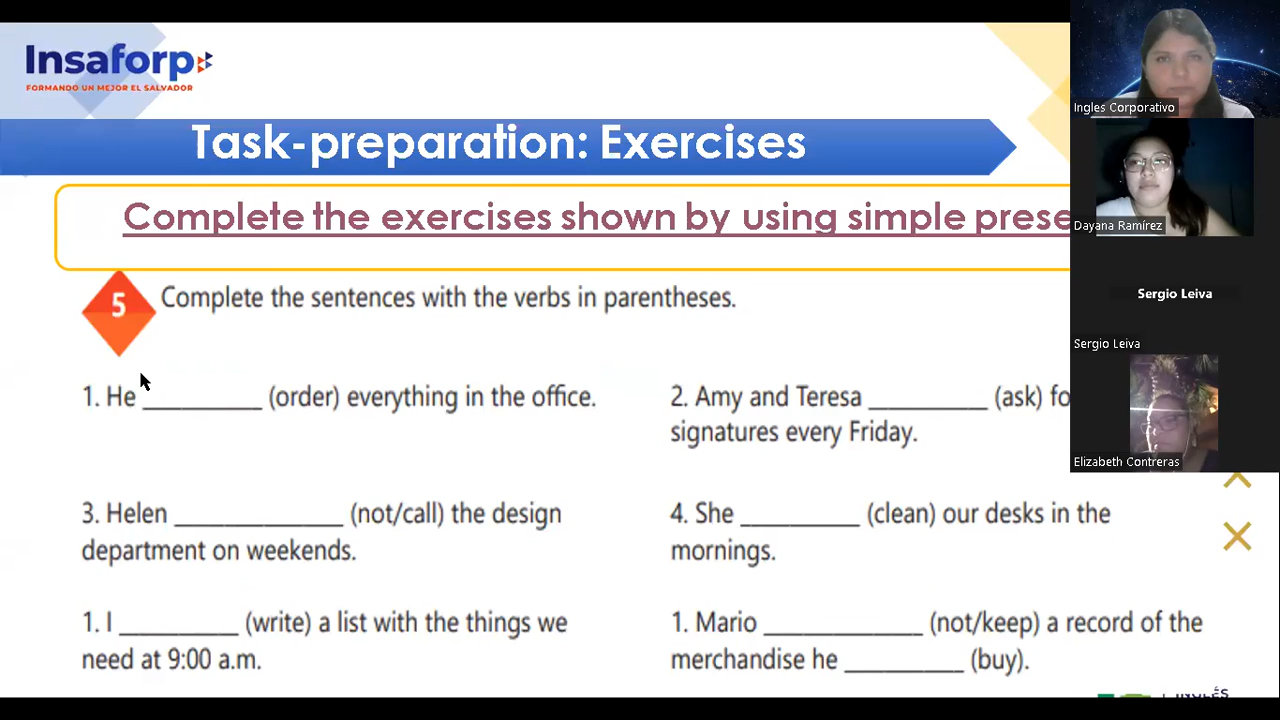 Insaforp
FORMANDO UN MEJOR EL SALVADOR
Task-preparation: Exercises
Complete the exercises shown by using simple prese
5
Complete the sentences with the verbs in parentheses.
1. He __________ (order) everything in the office.
2. Amy and Teresa __________ (ask) fo
signatures every Friday.
3. Helen ______________ (not/call) the design
department on weekends.
4. She __________ (clean) our desks in the
mornings.
1. I __________ (write) a list with the things we
need at 9:00 a.m.
1. Mario _____________ (not/keep) a record of the
merchandise he __________ (buy).
Ingles Corporativo
Dayana Ramírez
Sergio Leiva
Sergio Leiva
Elizabeth Contreras
INGLÉS